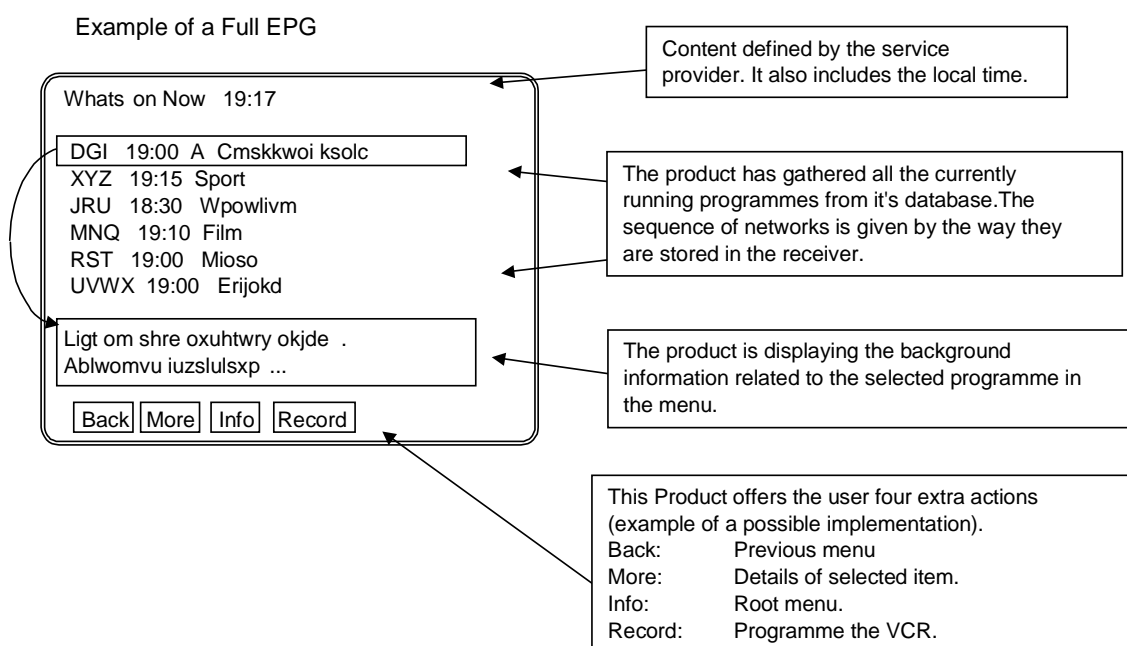 Example of a Full EPG
Content defined by the service
provider. It also includes the local time.
Whats on Now 19:17
DGI 19:00 A Cmskkwoi ksolc
XYZ 19:15 Sport
JRU 18:30 Wpowlivm
MNQ 19:10 Film
RST 19:00 Mioso
UVWX 19:00 Erijokd
The product has gathered all the currently
running programmes from it's database.The
sequence of networks is given by the way they
are stored in the receiver.
Ligt om shre oxuhtwry okjde .
Ablwomvu iuzslulsxp ...
The product is displaying the background
information related to the selected programme in
the menu.
Back More Info Record
This Product offers the user four extra actions
(example of a possible implementation).
Back: Previous menu
More: Details of selected item.
Info: Root menu.
Record: Programme the VCR.